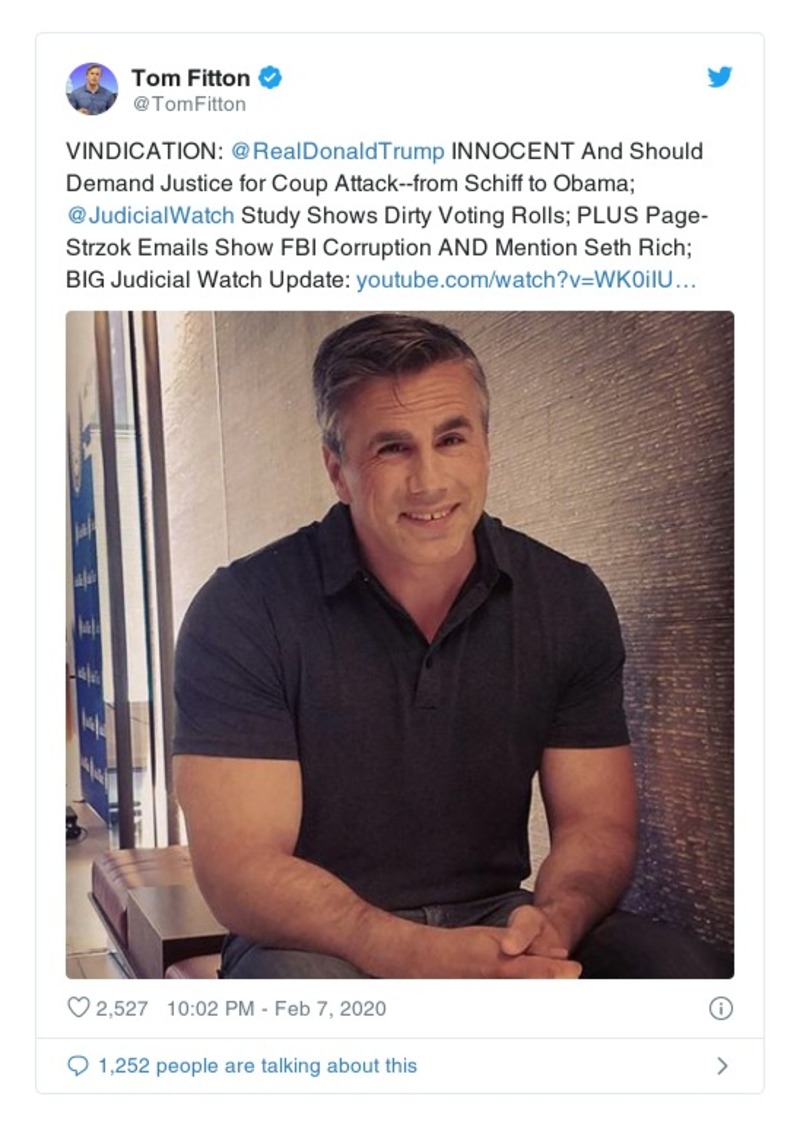 Tom Fitton
@TomFitton
VINDICATION: @RealDonaldTrump INNOCENT And Should
Demand Justice for Coup Attack--from Schiff to Obama;
@JudicialWatch Study Shows Dirty Voting Rolls; PLUS Page-
Strzok Emails Show FBI Corruption AND Mention Seth Rich;
BIG Judicial Watch Update: youtube.com/watch?v=WK0iIU…
2,527 10:02 PM - Feb 7, 2020
1,252 people are talking about this